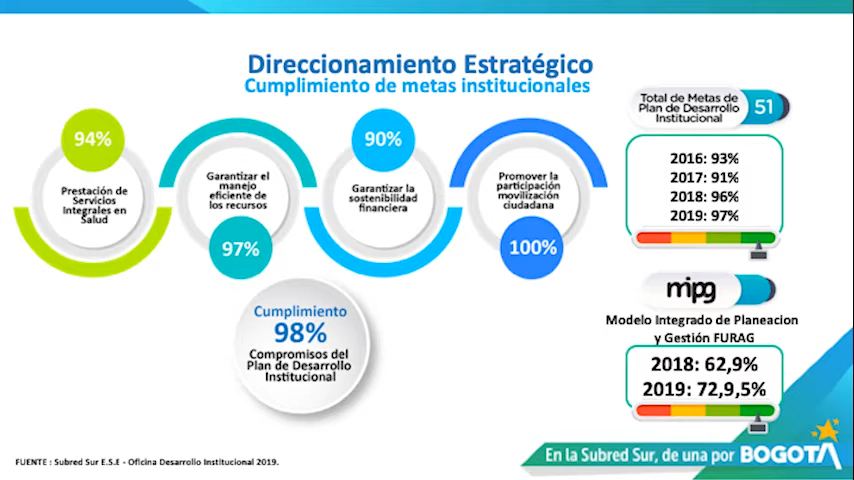 Direccionamiento Estratégico
Cumplimiento de metas institucionales
94%
Prestación de
Servicios
Integrales en
Salud
Garantizar el
manejo
eficiente de
los recursos
97%
90%
Garantizar la
sostenibilidad
financiera
Promover la
participación
movilización
ciudadana
100%
Cumplimiento
98%
Compromisos del
Plan de Desarrollo
Institucional
Total de Metas de
Plan de Desarrollo
Institucional
51
2016: 93%
2017: 91%
2018: 96%
2019: 97%
mipg
Modelo Integrado de Planeacion
y Gestión FURAG
2018: 62,9%
2019: 72,9,5%
FUENTE : Subred Sur E.S.E - Oficina Desarrollo Institucional 2019.
En la Subred Sur, de una por BOGOTÁ